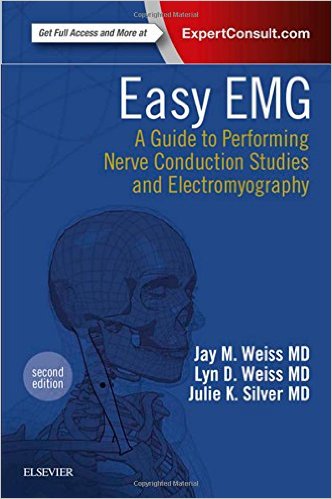 Get Full Access and More at
ExpertConsult.com
Easy EMG
A Guide to Performing
Nerve Conduction Studies
and Electromyography
Jay M. Weiss MD
Lyn D. Weiss MD
Julie K. Silver MD
second
edition
ELSEVIER